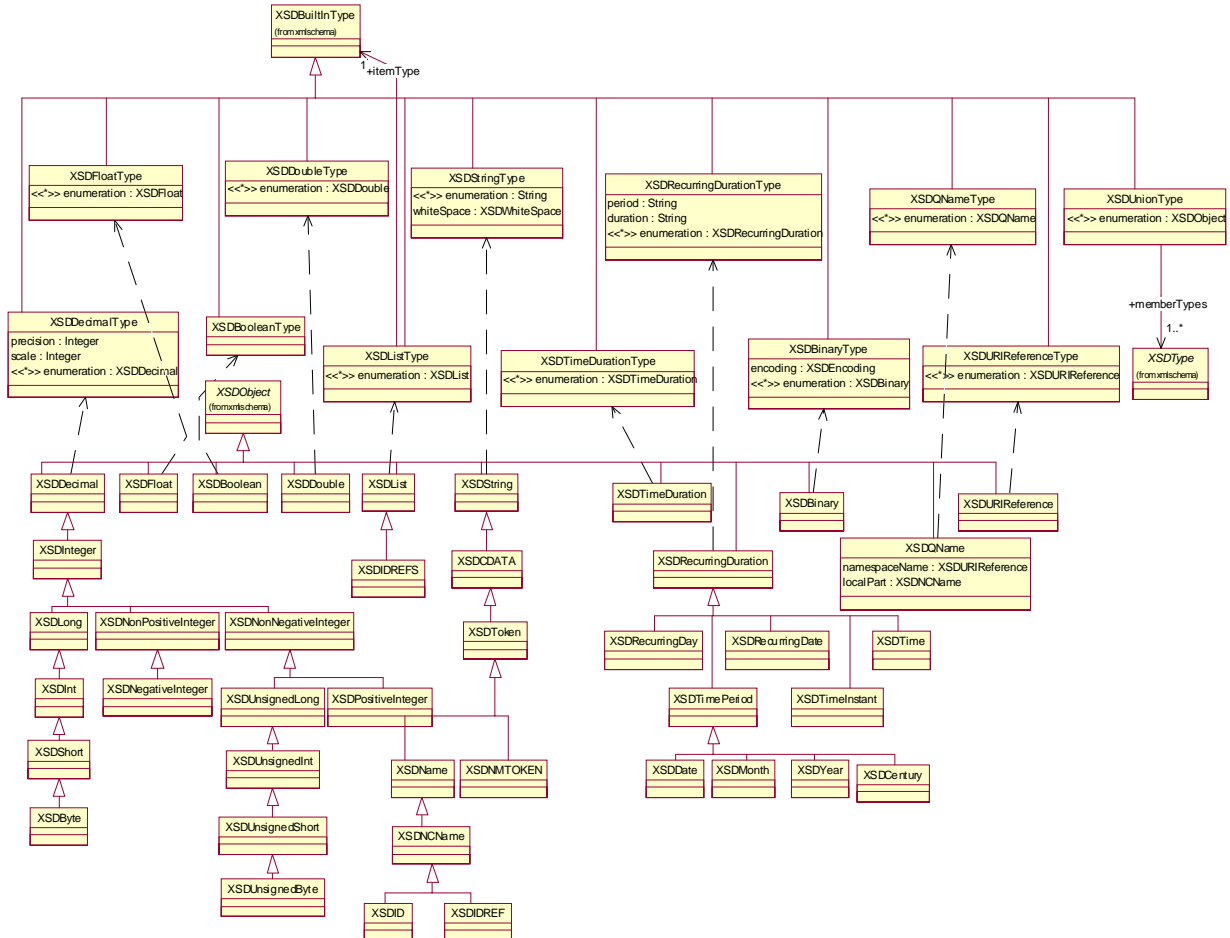 XSDBuiltInType
(from xmlschema)
1
+itemType
XSDFloatType
<<*>> enumeration : XSDFloat
XSDDoubleType
<<*>> enumeration : XSDDouble
XSDStringType
<<*>> enumeration : String
whiteSpace : XSDWhiteSpace
XSDRecurringDurationType
period : String
duration : String
<<*>> enumeration : XSDRecurringDuration
XSDQNameType
<<*>> enumeration : XSDQName
XSDUnionType
<<*>> enumeration : XSDObject
+memberTypes
1..*
XSDDecimalType
precision : Integer
scale : Integer
<<*>> enumeration : XSDDecimal
XSDBooleanType
XSDListType
<<*>> enumeration : XSDList
XSDTimeDurationType
<<*>> enumeration : XSDTimeDuration
XSDBinaryType
encoding : XSDEncoding
<<*>> enumeration : XSDBinary
XSDURIReferenceType
<<*>> enumeration : XSDURIReference
XSDType
(from xmlschema)
XSDObject
(from xmlschema)
XSDDecimal
XSDFloat
XSDBoolean
XSDDouble
XSDList
XSDString
XSDTimeDuration
XSDBinary
XSDURIReference
XSDInteger
XSDIDREFS
XSDCDATA
XSDRecurringDuration
XSDQName
namespaceName : XSDURIReference
localPart : XSDNCName
XSDLong
XSDNonPositiveInteger
XSDNonNegativeInteger
XSDToken
XSDRecurringDay
XSDRecurringDate
XSDTime
XSDInt
XSDNegativeInteger
XSDUnsignedLong
XSDPositiveInteger
XSDTimePeriod
XSDTimeInstant
XSDShort
XSDUnsignedInt
XSDName
XSDNMTOKEN
XSDDate
XSDMonth
XSDYear
XSDCentury
XSDByte
XSDUnsignedShort
XSDNCName
XSDUnsignedByte
XSDID
XSDIDREF